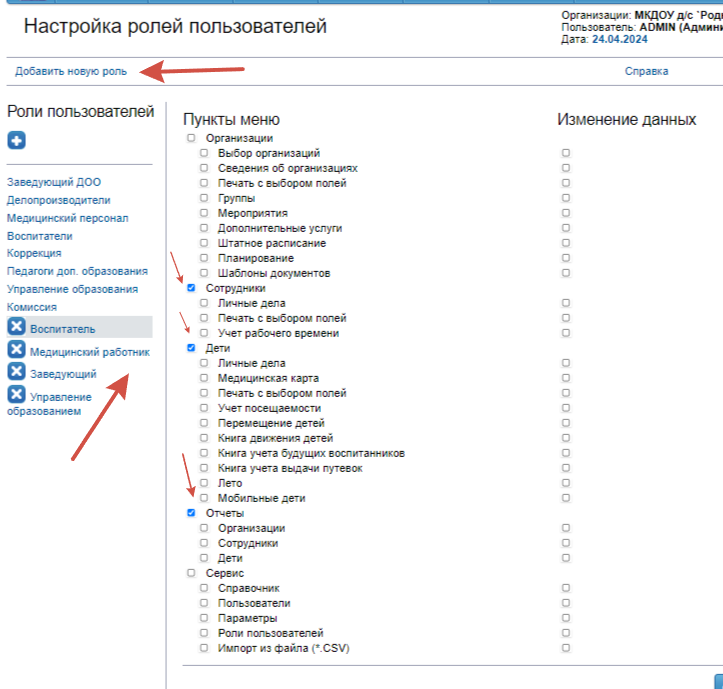 Настройка ролей пользователей
Организации: МКДОУ д/с
Пользователь: ADMIN
Дата: 24.04.2024
Добавить новую роль
Справка
Роли пользователей
Заведующий ДОО
Делопроизводители
Медицинский персонал
Воспитатели
Коррекция
Педагоги доп. образования
Управление образования
Комиссия
Воспитатель
Медицинский работник
Заведующий
Управление
образованием
Пункты меню
Изменение данных
Организации
Выбор организаций
Сведения об организациях
Печать с выбором полей
Группы
Мероприятия
Дополнительные услуги
Штатное расписание
Планирование
Шаблоны документов
Сотрудники
Личные дела
Печать с выбором полей
Учет рабочего времени
Дети
Личные дела
Медицинская карта
Печать с выбором полей
Учет посещаемости
Перемещение детей
Книга движения детей
Книга учета будущих воспитанников
Книга учета выдачи путевок
Лето
Мобильные дети
Отчеты
Организации
Сотрудники
Дети
Сервис
Справочник
Пользователи
Параметры
Роли пользователей
Импорт из файла (*.CSV)